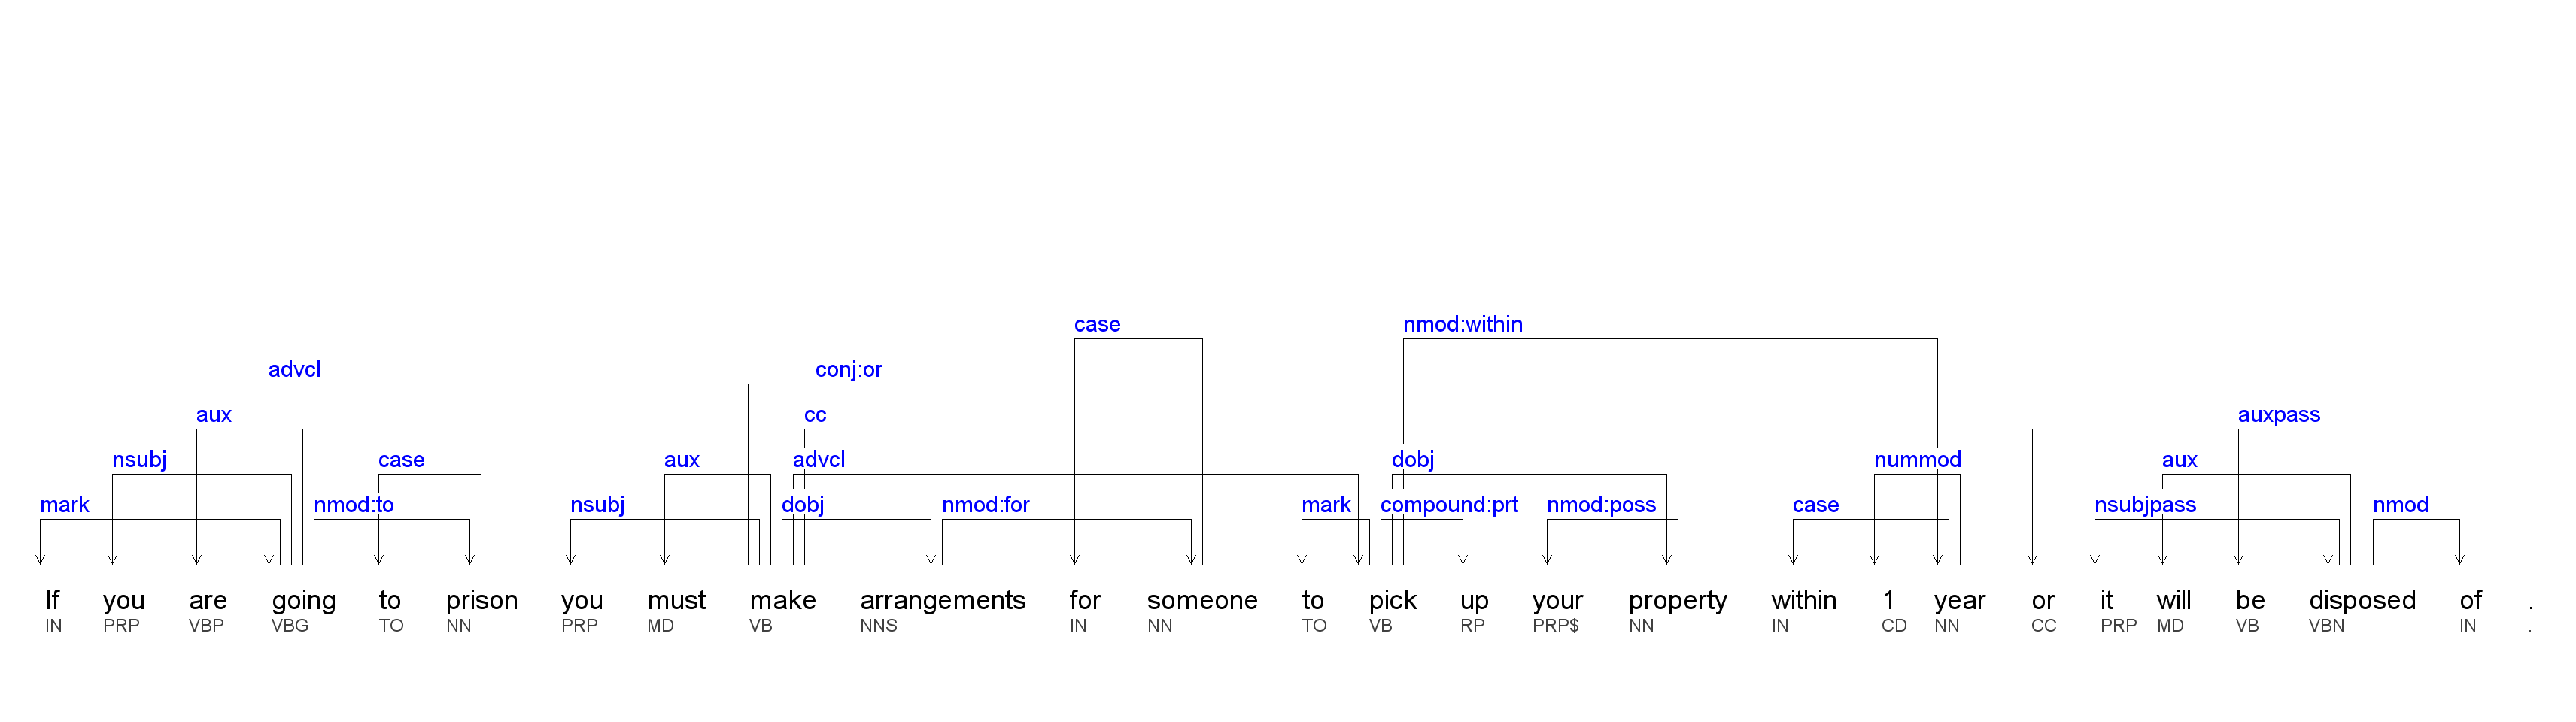 case nmod:within
advcl conj:or
aux cc auxpass
nsubj case aux advcl dobj nummod aux
mark nmod:to nsubj dobj nmod:for mark compound:prt nmod:poss case nsubjpass nmod
If you are going to prison you must make arrangements for someone to pick up your property within 1 year or it will be disposed of .
IN PRP VBP VBG TO NN PRP MD VB NNS IN NN TO VB RP PRP$ NN IN CD NN CC PRP MD VB VBN IN .